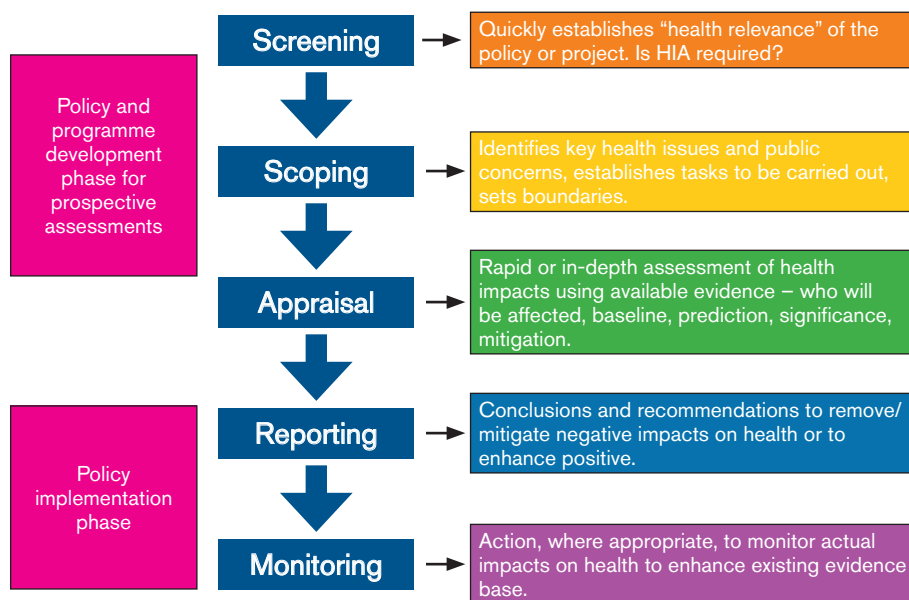 Policy and
programme
development
phase for
prospective
assessments
Policy
implementation
phase
Screening
Quickly establishes “health relevance” of the
policy or project. Is HIA required?
Scoping
Identifies key health issues and public
concerns, establishes tasks to be carried out,
sets boundaries.
Appraisal
Rapid or in-depth assessment of health
impacts using available evidence – who will
be affected, baseline, prediction, significance,
mitigation.
Reporting
Conclusions and recommendations to remove/
mitigate negative impacts on health or to
enhance positive.
Monitoring
Action, where appropriate, to monitor actual
impacts on health to enhance existing evidence
base.